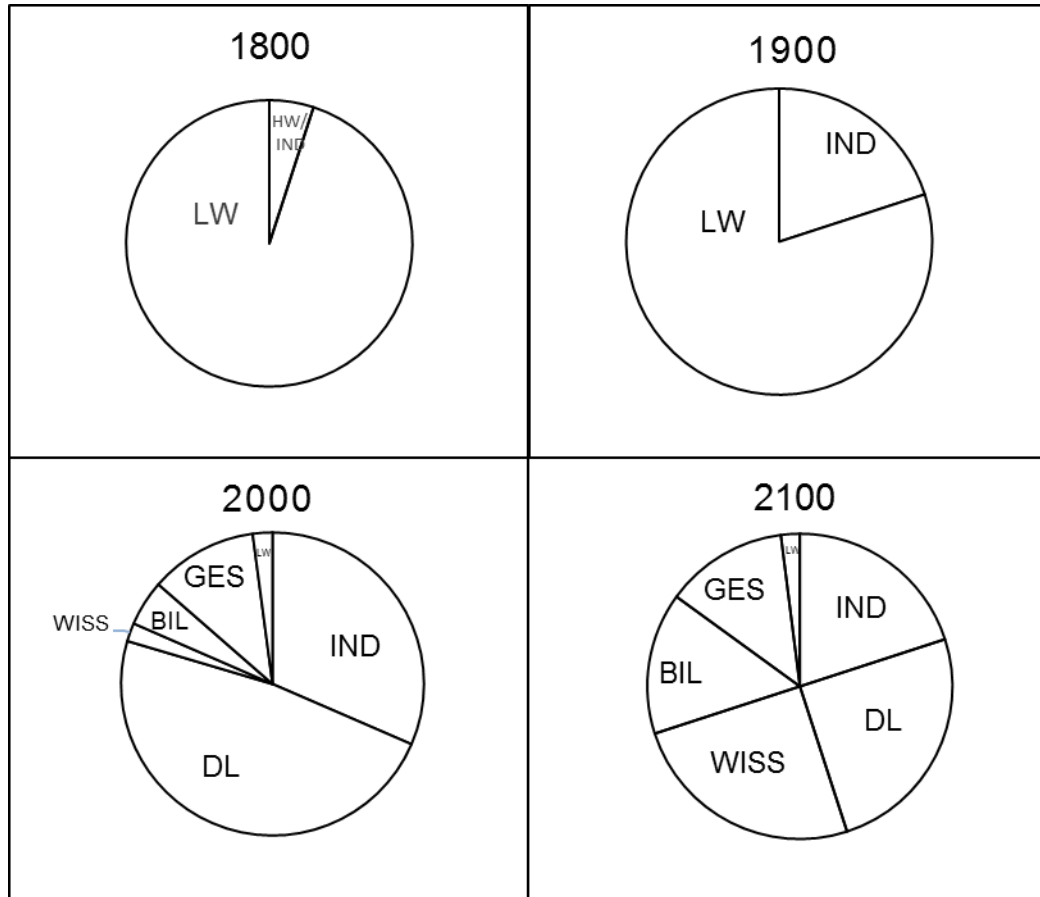 1800
HW/
IND
LW
1900
IND
LW
2000
LW
GES
BIL
WISS
IND
DL
2100
LW
GES
IND
BIL
DL
WISS